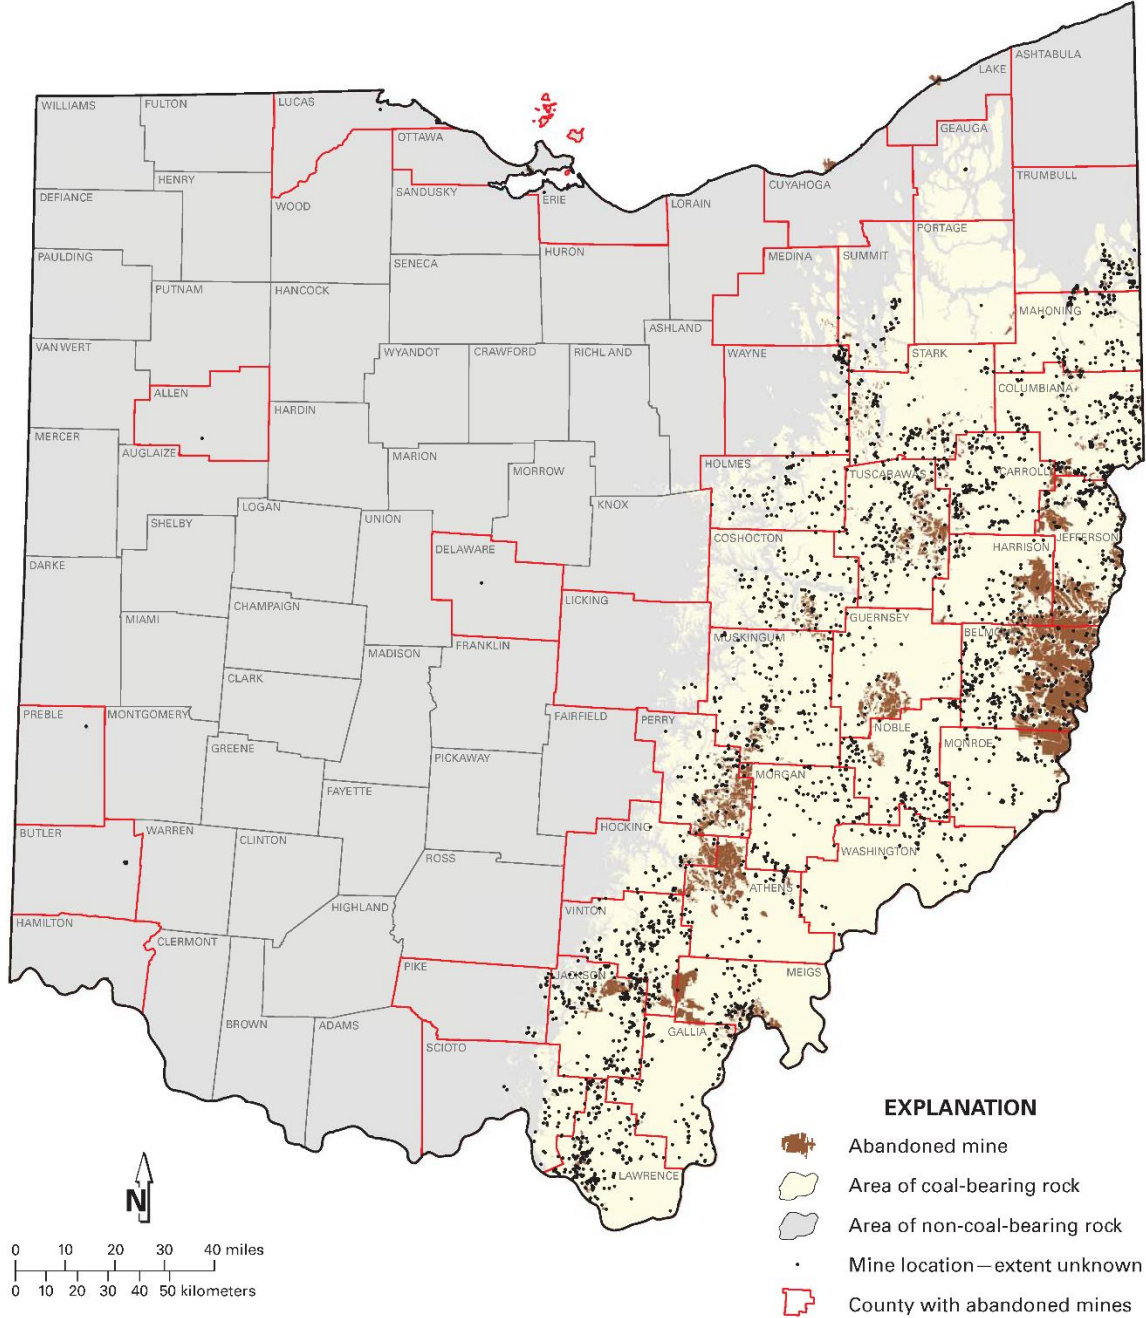 ASHTABULA
LAKE
WILLIAMS
FULTON
LUCAS
GEAUGA
OTTAWA
TRUMBULL
HENRY
CUYAHOGA
DEFIANCE
WOOD
SANDUSKY
ERIE
LORAIN
PORTAGE
PAULDING
SENECA
HURON
MEDINA
SUMMIT
PUTNAM
HANCOCK
MAHONING
ASHLAND
VAN WERT
WYANDOT
CRAWFORD
RICHLAND
WAYNE
STARK
ALLEN
COLUMBIANA
HARDIN
MERCER
AUGLAIZE
MARION
MORROW
HOLMES
TUSCARAWAS
CARROLL
KNOX
LOGAN
SHELBY
UNION
COSHOCTON
HARRISON
JEFFERSON
DELAWARE
DARKE
LICKING
CHAMPAIGN
MIAMI
GUERNSEY
BELMONT
MUSKINGUM
FRANKLIN
MADISON
CLARK
PREBLE
MONTGOMERY
FAIRFIELD
PERRY
NOBLE
MONROE
GREENE
PICKAWAY
MORGAN
FAYETTE
BUTLER
WARREN
CLINTON
HOCKING
WASHINGTON
ROSS
ATHENS
HIGHLAND
VINTON
HAMILTON
CLERMONT
PIKE
JACKSON
MEIGS
BROWN
ADAMS
SCIOTO
GALLIA
LAWRENCE
EXPLANATION
Abandoned mine
Area of coal-bearing rock
Area of non-coal-bearing rock
Mine location—extent unknown
County with abandoned mines
N
0 10 20 30 40 miles
0 10 20 30 40 50 kilometers